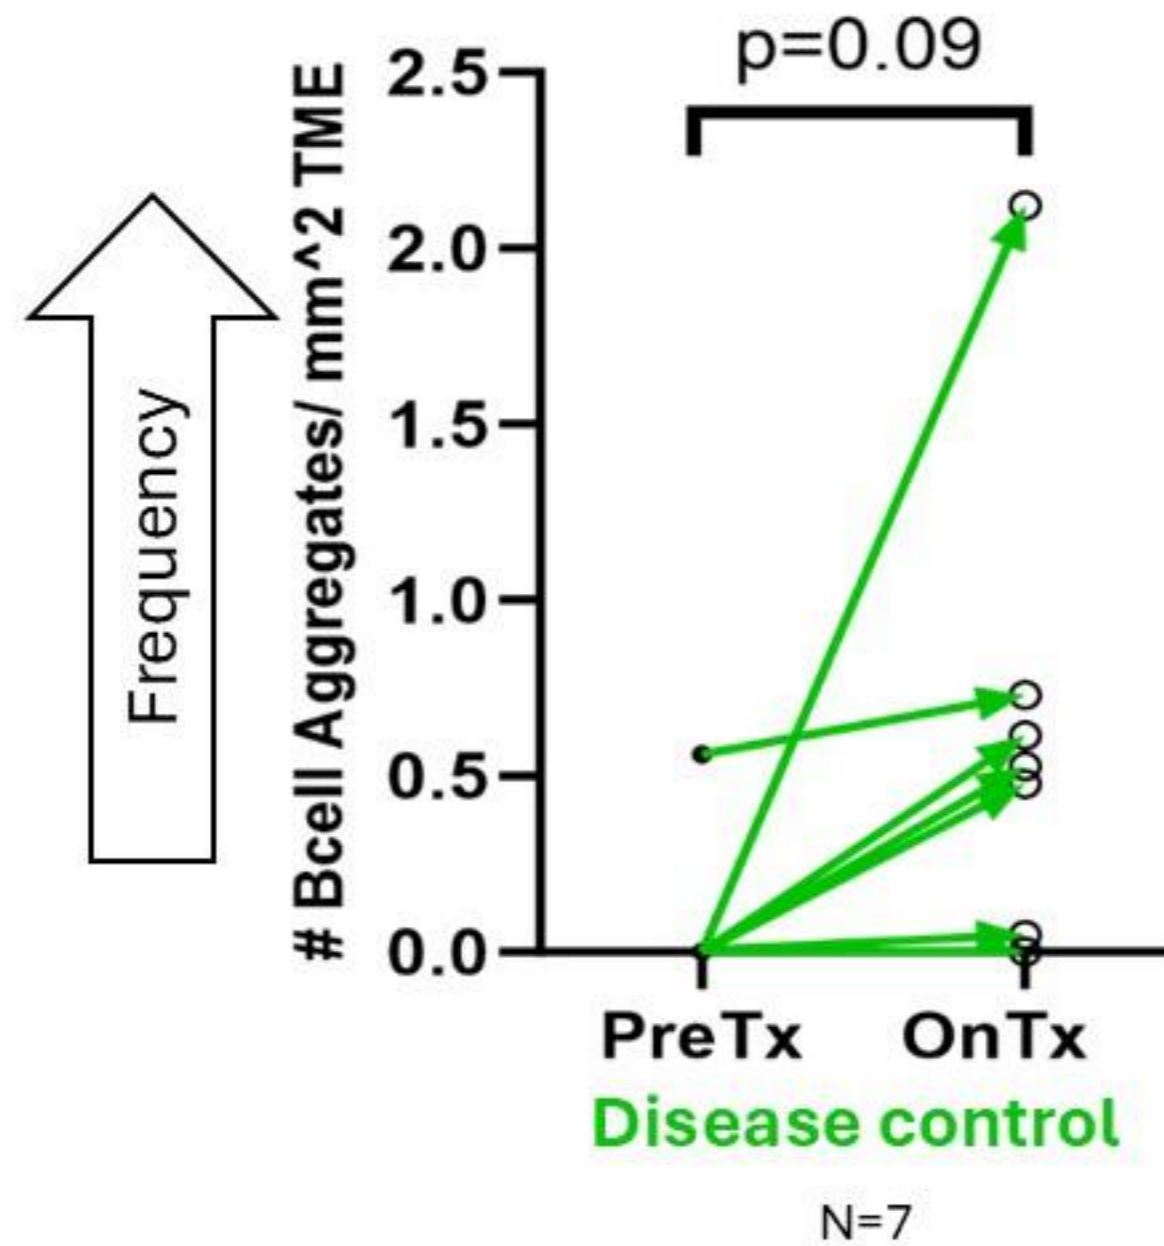 p=0.09
Frequency
# Bcell Aggregates/ mm^2 TME
2.5
2.0
1.5
1.0
0.5
0.0
PreTx OnTx
Disease control
N=7